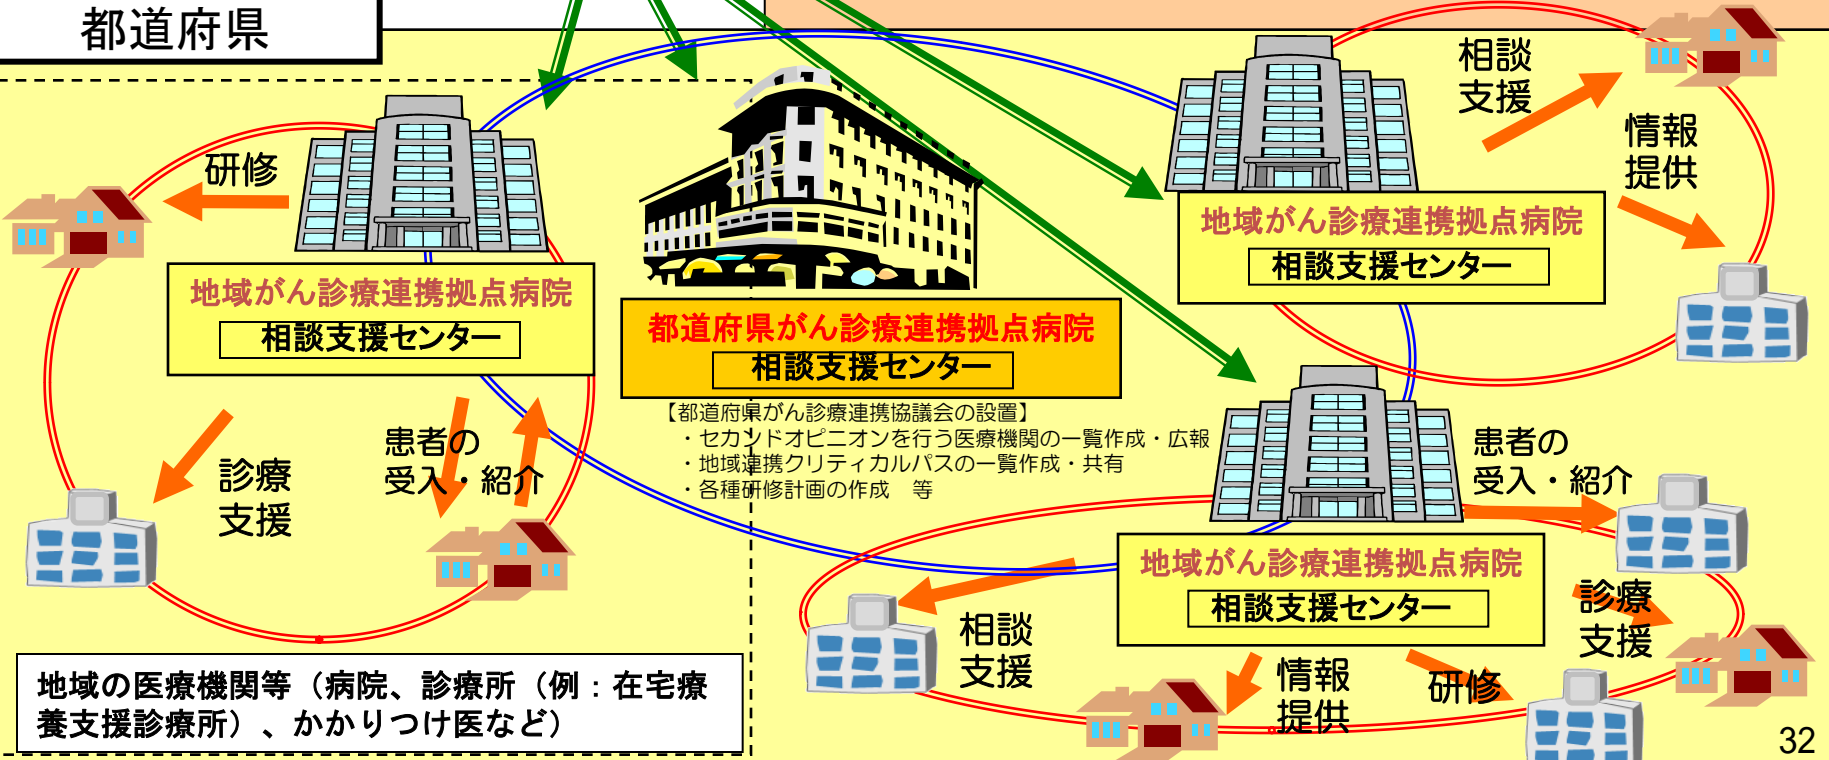 都道府県
研修
地域がん診療連携拠点病院
相談支援センター
診療
支援
患者の
受入・紹介
地域の医療機関等（病院、診療所（例：在宅療
養支援診療所）、かかりつけ医など）
都道府県がん診療連携拠点病院
相談支援センター
【都道府県がん診療連携協議会の設置】
・セカンドオピニオンを行う医療機関の一覧作成・広報
・地域連携クリティカルパスの一覧作成・共有
・各種研修計画の作成　等
相談
支援
情報
提供
地域がん診療連携拠点病院
相談支援センター
患者の
受入・紹介
地域がん診療連携拠点病院
相談支援センター
診療
支援
相談
支援
情報
提供
研修
32